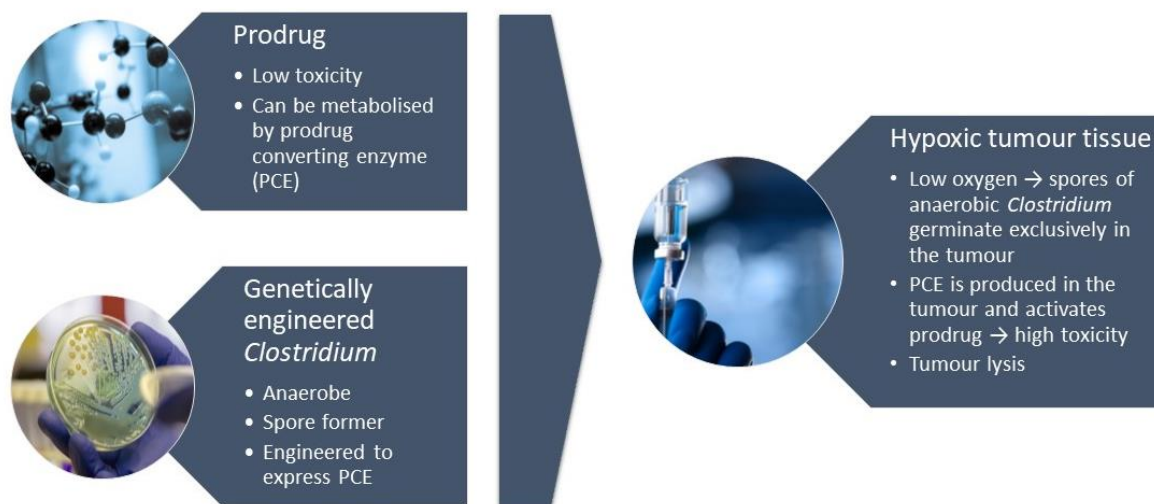 Prodrug
• Low toxicity
• Can be metabolised
by prodrug
converting enzyme
(PCE)
Genetically
engineered
Clostridium
• Anaerobe
• Spore former
• Engineered to
express PCE
Hypoxic tumour tissue
• Low oxygen → spores of
anaerobic Clostridium
germinate exclusively in
the tumour
• PCE is produced in the
tumour and activates
prodrug → high toxicity
• Tumour lysis